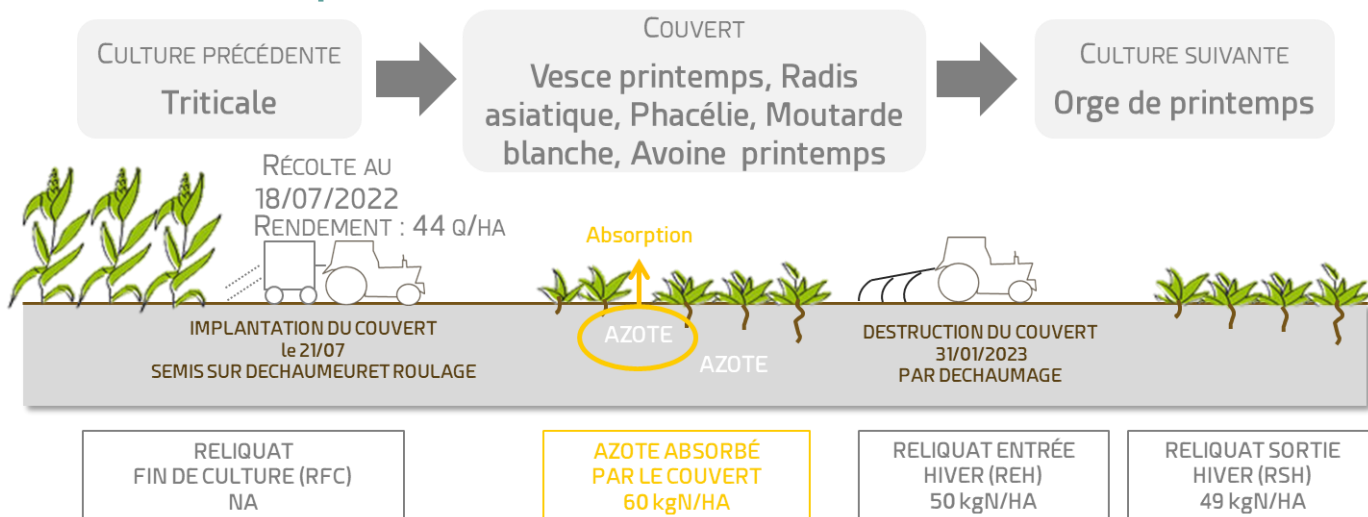 CULTURE PRÉCÉDENTE
Triticale
COUVERT
Vesce printemps, Radis
asiatique, Phacélie, Moutarde
blanche, Avoine printemps
CULTURE SUIVANTE
Orge de printemps
RÉCOLTE AU
18/07/2022
RENDEMENT : 44 Q/HA
Absorption
IMPLANTATION DU COUVERT
le 21/07
SEMIS SUR DECHAUMEURET ROULAGE
AZOTE
AZOTE
DESTRUCTION DU COUVERT
31/01/2023
PAR DECHAUMAGE
RELIQUAT
FIN DE CULTURE (RFC)
NA
AZOTE ABSORBÉ
PAR LE COUVERT
60 kgN/HA
RELIQUAT ENTRÉE
HIVER (REH)
50 kgN/HA
RELIQUAT SORTIE
HIVER (RSH)
49 kgN/HA